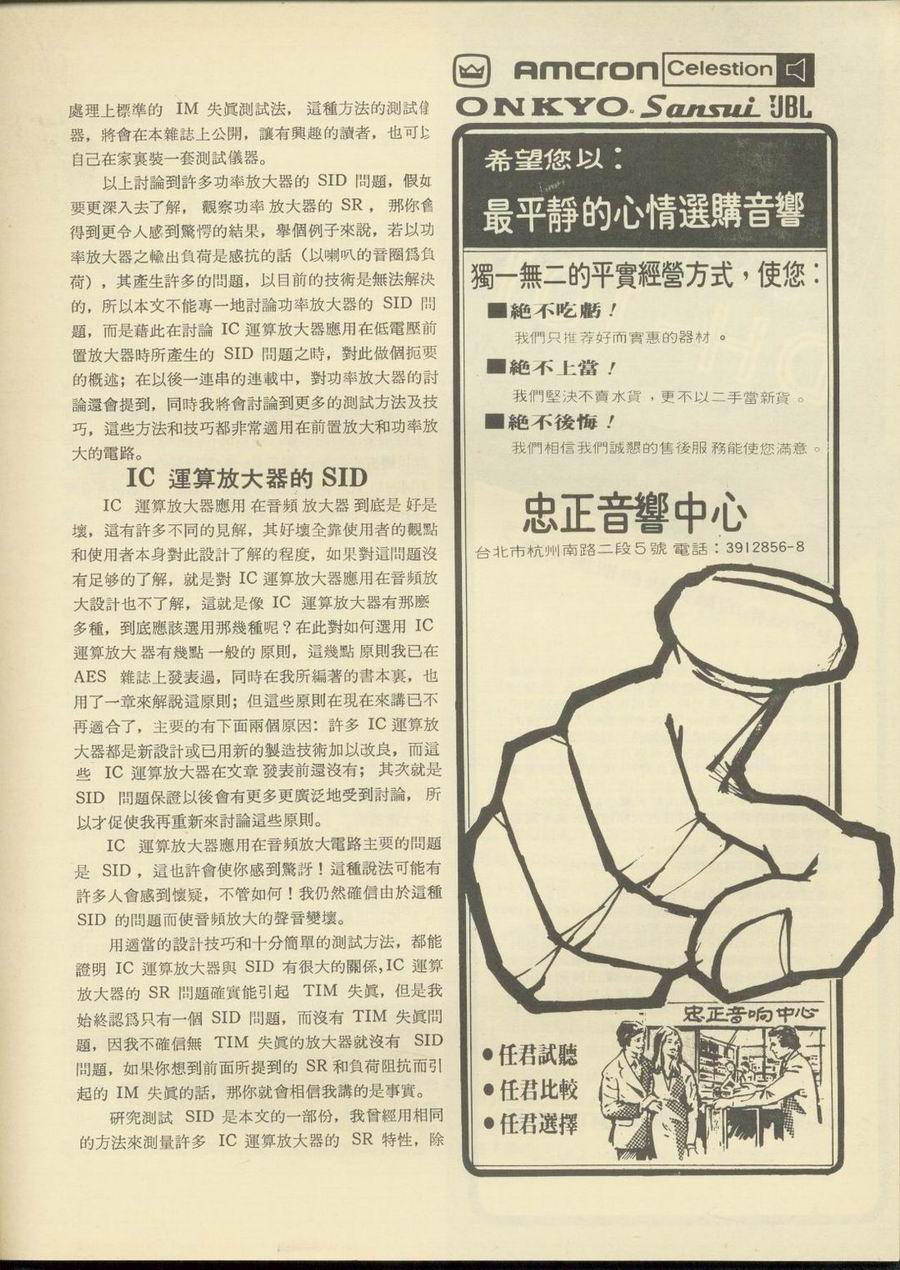 處理上標準的 IM 失眞測試法， 這種方法的測試儀
器，將會在本雜誌上公開，讓有興趣的讀者，也可以
自己在家裏裝一套測試儀器。
以上討論到許多功率放大器的 SID 問題，假如
要更深入去了解， 觀察功率放大器的 SR ， 那你會
得到更令人感到驚愕的結果，舉個例子來說，若以功
率放大器之輸出負荷是感抗的話（以喇叭的音圈爲負
荷），其產生許多的問題，以目前的技術是無法解決
的，所以本文不能專一地討論功率放大器的 SID 問
題，而是藉此在討論 IC 運算放大器應用在低電壓前
置放大器時所產生的 SID 問題之時，對此做個扼要
的概述；在以後一連串的連載中，對功率放大器的討
論還會提到，同時我將會討論到更多的測試方法及技
巧，這些方法和技巧都非常適用在前置放大和功率放
大的電路。
IC 運算放大器的 SID
IC 運算放大器應用在音頻放大器到底是好是
壞，這有許多不同的見解，其好壞全靠使用者的觀點
和使用者本身對此設計了解的程度，如果對這問題沒
有足够的了解，就是對 IC 運算放大器應用在音頻放
大設計也不了解，這就是像 IC 運算放大器有那麽
多種，到底應該選用那幾種呢？在此對如何選用 IC
運算放大器有幾點一般的原則，這幾點原則我已在
AES 雜誌上發表過，同時在我所編著的書本裏，也
用了一章來解說這原則；但這些原則在現在來講已不
再適合了，主要的有下面兩個原因：許多 IC 運算放
大器都是新設計或已用新的製造技術加以改良，而這
些 IC 運算放大器在文章發表前還沒有；其次就是
SID 問題保證以後會有更多更廣泛地受到討論， 所
以才促使我再重新來討論這些原則。
IC 運算放大器應用在音頻放大電路主要的問題
是 SID ，這也許會使你感到驚訝！這種說法可能有
許多人會感到懷疑，不管如何！我仍然確信由於這種
SID 的問題而使音頻放大的聲音變壞。
用適當的設計技巧和十分簡單的測試方法，都能
證明 IC 運算放大器與 SID 有很大的關係，IC 運算
放大器的 SR 問題確實能引起 TIM 失眞，但是我
始終認爲只有一個 SID 問題，而沒有 TIM 失眞問
題，因我不確信無 TIM 失眞的放大器就沒有 SID
問題，如果你想到前面所提到的 SR 和負荷阻抗而引
起的 IM 失眞的話，那你就會相信我講的是事實。
研究測試 SID 是本文的一部份，我曾經用相同
的方法來測量許多 IC 運算放大器的 SR 特性，除
AMCRON Celestion
ONKYO Sansui JBL
希望您以：
最平靜的心情選購音響
獨一無二的平實經營方式，使您：
■絕不吃虧！
我們只推荐好而實惠的器材。
■絕不上當！
我們堅決不賣水貨，更不以二手當新貨。
■絕不後悔！
我們相信我們誠懇的售後服務能使您滿意。
忠正音響中心
台北市杭州南路二段5號 電話：3912856-8
忠正音响中心
●任君試聽
●任君比較
●任君選擇